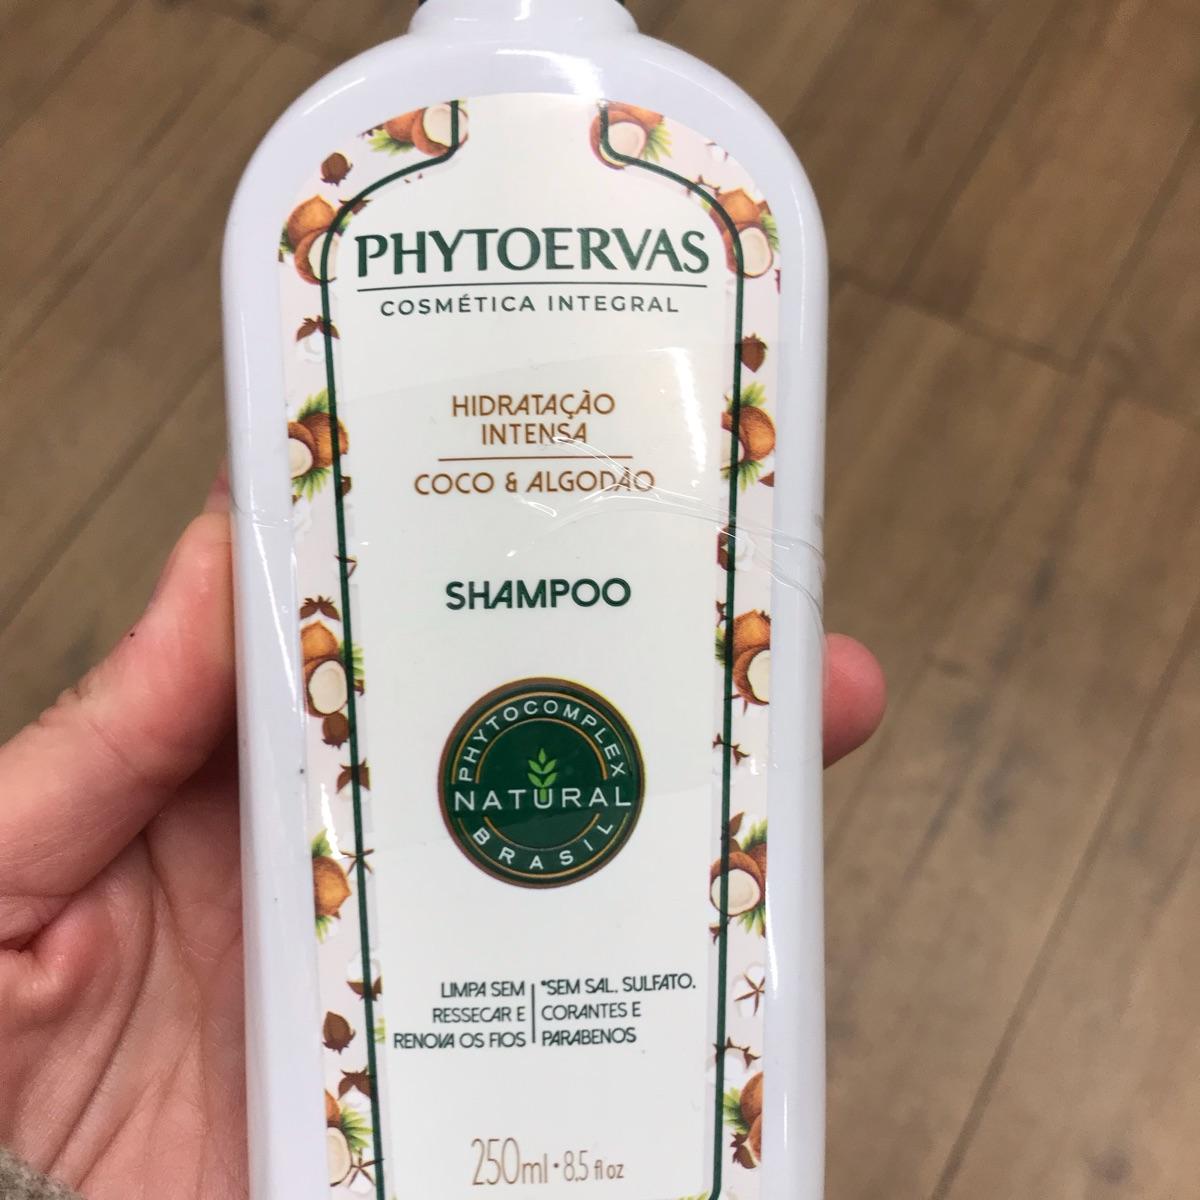 PHYTOERVAS
COSMÉTICA INTEGRAL
HIDRATAÇÃO
INTENSA
COCO & ALGODÃO
SHAMPOO
PHYTOCOMPLEX
NATURAL
BRASIL
LIMPA SEM
RESSECAR E
RENOVA OS FIOS
*SEM SAL, SULFATO,
CORANTES E
PARABENOS
250ml • 8,5 fl oz